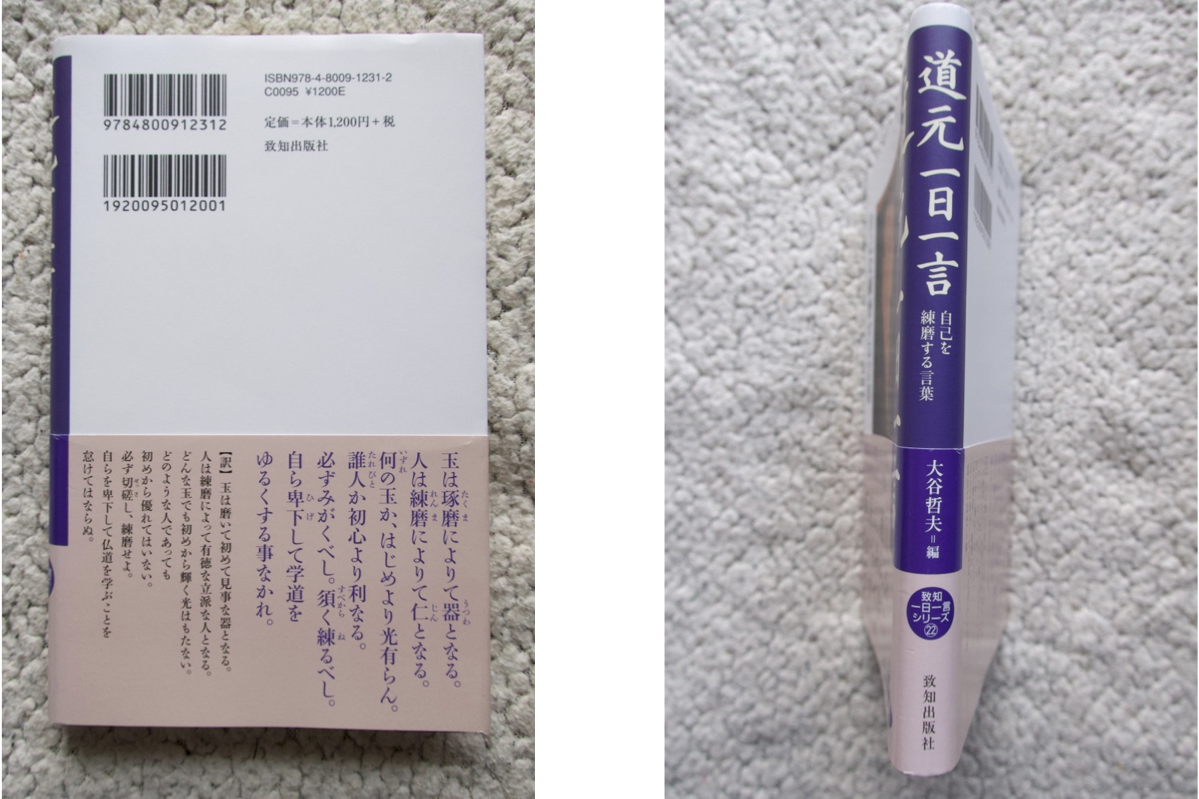 ISBN978-4-8009-1231-2
C0095 ¥1200E
定価＝本体1,200円＋税
致知出版社
9784800912312
1920095012001
玉は琢磨によりて器となる。
人は練磨によりて仁となる。
何の玉か、はじめより光有らん。
誰人か初心より利なる。
必ずみがくべし。須く練るべし。
自ら卑下して学道を
ゆるくする事なかれ。
【訳】玉は磨いて初めて見事な器となる。
人は練磨によって有徳な立派な人となる。
どんな玉でも初めから輝く光はもたない。
どのような人であっても
初めから優れてはいない。
必ず切磋し、練磨せよ。
自らを卑下して仏道を学ぶことを
怠けてはならぬ。
道元一日一言
自己を
練磨する言葉
大谷哲夫＝編
致知
一日一言
シリーズ
㉒
致知出版社